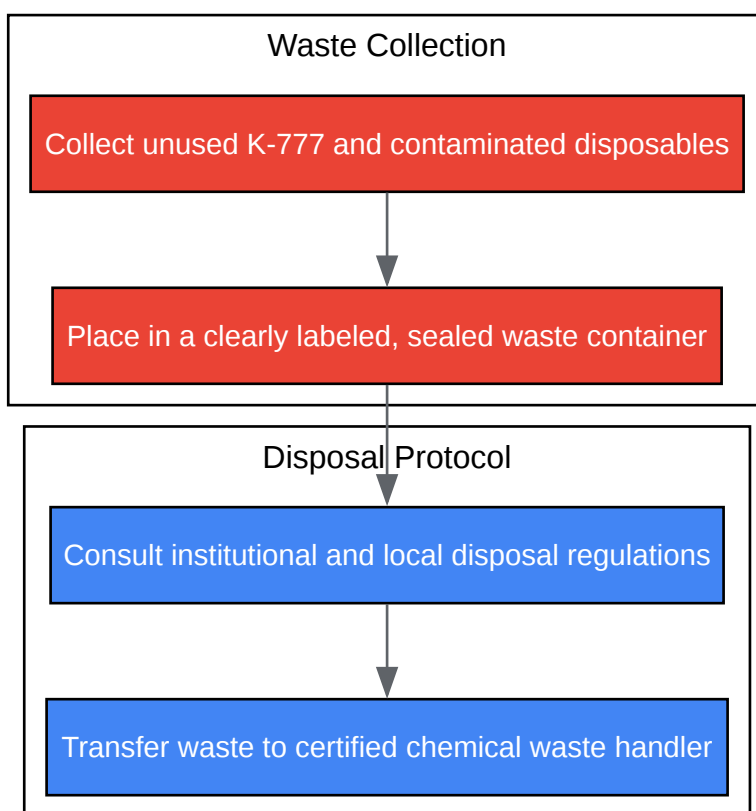 Waste Collection
Collect unused K-777 and contaminated disposables
Place in a clearly labeled, sealed waste container
Disposal Protocol
Consult institutional and local disposal regulations
Transfer waste to certified chemical waste handler